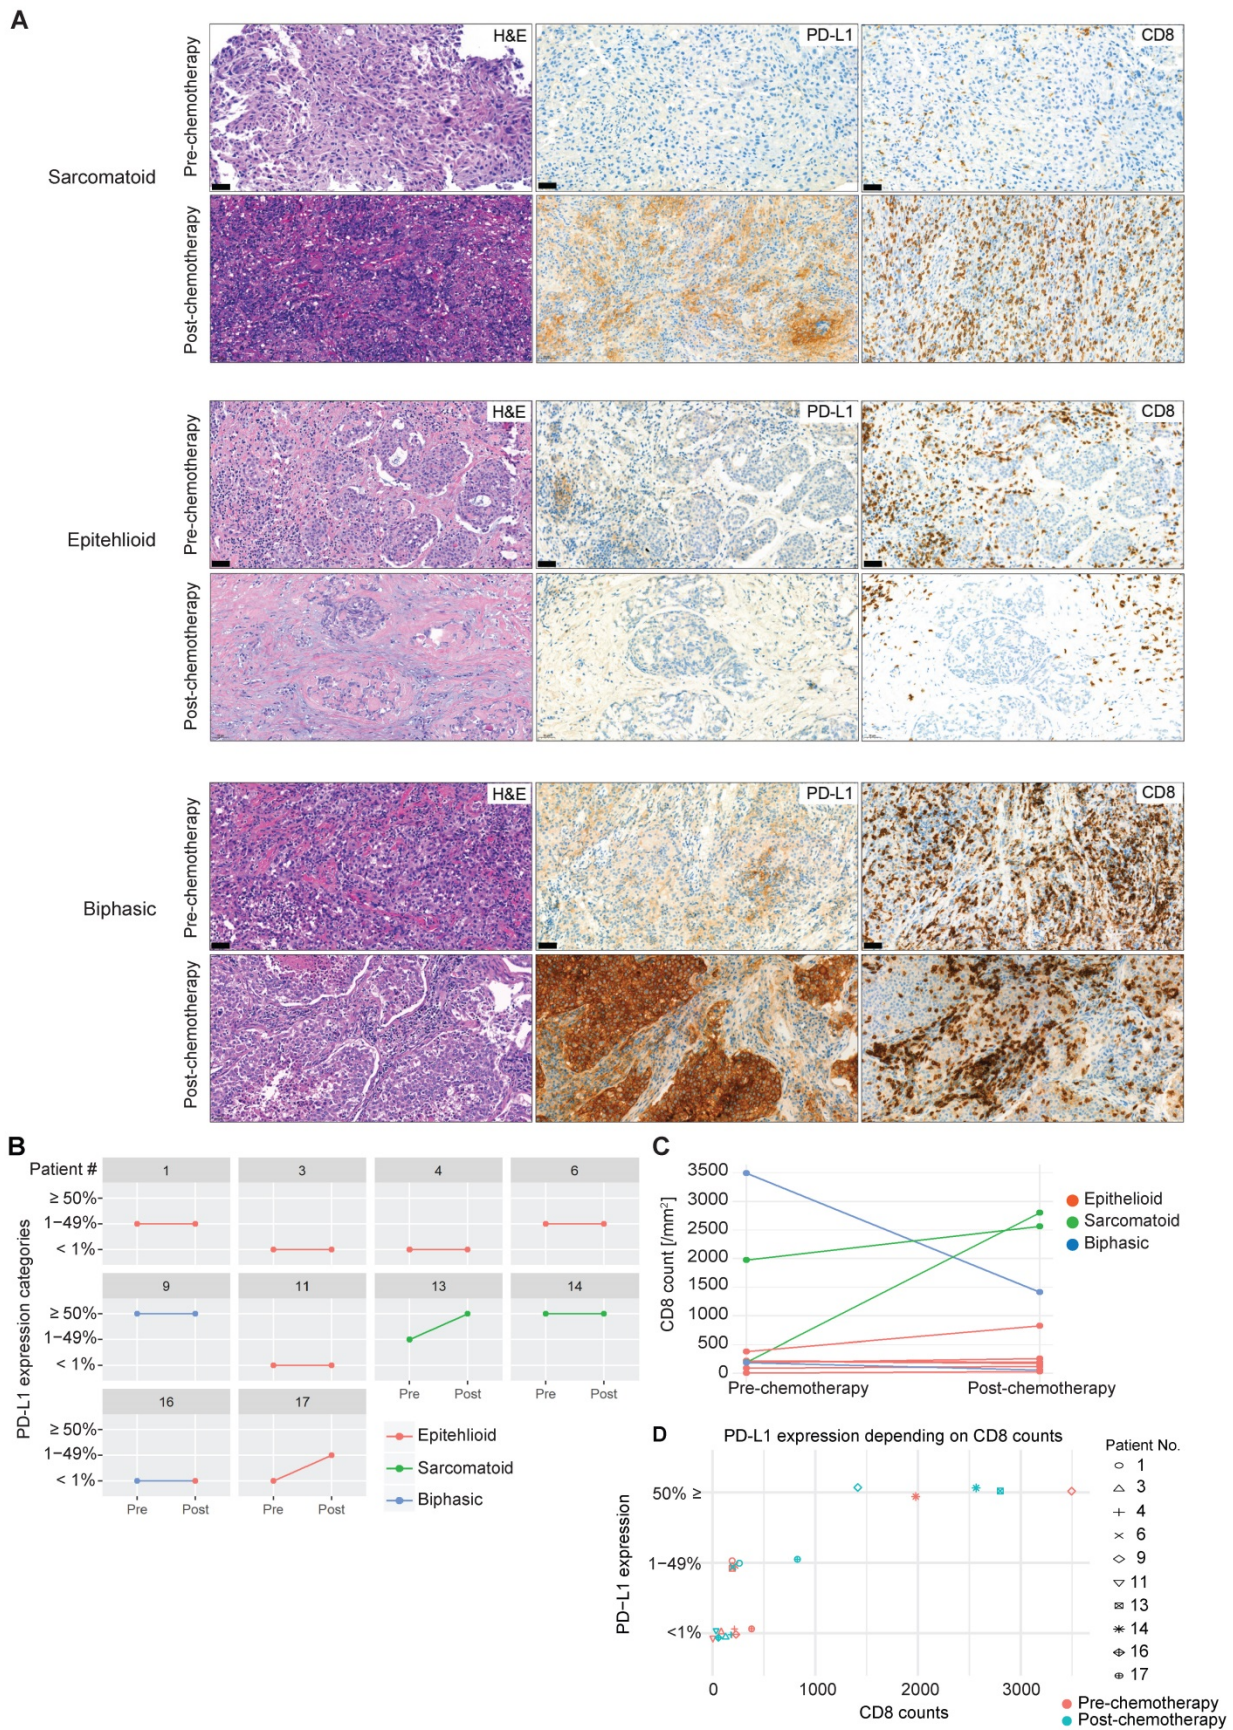 A
H&E PD-L1 CD8
Pre-chemotherapy
Sarcomatoid
Post-chemotherapy
H&E PD-L1 CD8
Pre-chemotherapy
Epitehlioid
Post-chemotherapy
H&E PD-L1 CD8
Pre-chemotherapy
Biphasic
Post-chemotherapy
B
Patient # 1 3 4 6
≥ 50%
1−49%
< 1%
9 11 13 14
≥ 50%
1−49%
< 1%
Pre Post Pre Post
16 17
≥ 50%
1−49%
< 1%
Pre Post Pre Post
PD-L1 expression categories
Epitehlioid
Sarcomatoid
Biphasic
C
3500
3000
2500
2000
1500
1000
500
0
CD8 count [/mm²]
Pre-chemotherapy Post-chemotherapy
Epithelioid
Sarcomatoid
Biphasic
D
PD-L1 expression depending on CD8 counts
50% ≥
1−49%
<1%
PD−L1 expression
0 1000 2000 3000
CD8 counts
Patient No.
1
3
4
6
9
11
13
14
16
17
Pre-chemotherapy
Post-chemotherapy